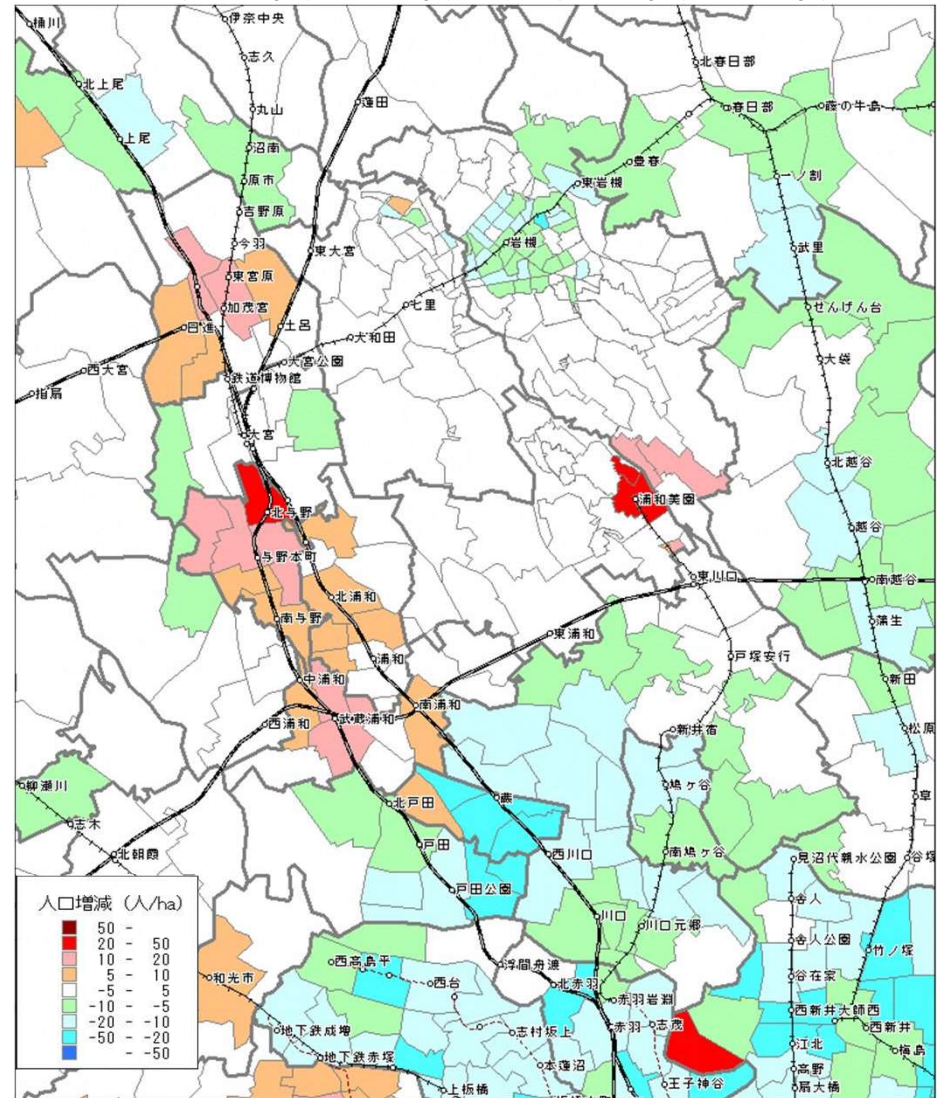 桶川
伊奈中央
志久
北春日部
北上尾
丸山
蓮田
春日部
藤の牛島
上尾
沼南
豊春
原市
東岩槻
一ノ割
吉野原
岩槻
今羽
東大宮
武里
東宮原
七里
せんげん台
加茂宮
日進
土呂
大和田
大袋
西大宮
大宮公園
指扇
鉄道博物館
大宮
北越谷
浦和美園
北与野
越谷
与野本町
東川口
南越谷
北浦和
南与野
蒲生
東浦和
浦和
戸塚安行
中浦和
新田
南浦和
武蔵浦和
西浦和
新井宿
松原
柳瀬川
鳩ヶ谷
北戸田
蕨
草
志木
戸田
南鳩ヶ谷
北朝霞
西川口
見沼代親水公園
谷塚
戸田公園
舎人
人口増減 (人/ha)
50 -
20 - 50
10 - 20
5 - 10
-5 - 5
-10 - -5
-20 - -10
-50 - -20
- -50
川口
川口元郷
舎人公園
竹ノ塚
西高島平
浮間舟渡
和光市
西台
北赤羽
谷在家
赤羽岩淵
西新井大師西
地下鉄成増
志村坂上
赤羽
志茂
西新井
江北
梅島
地下鉄赤塚
本蓮沼
高野
上板橋
王子神谷
扇大橋